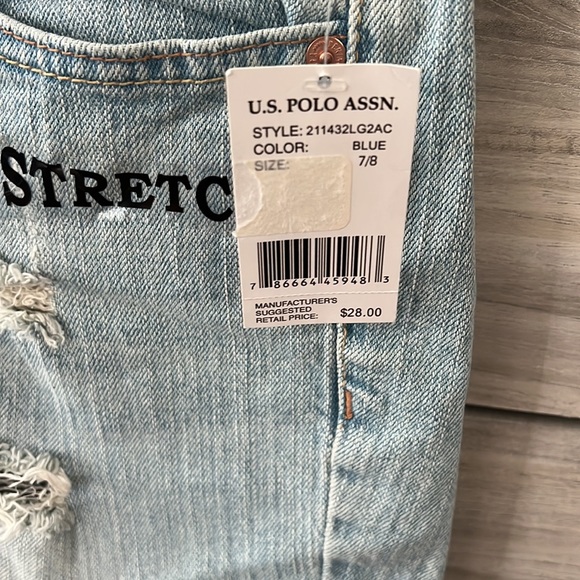 U.S. POLO ASSN.
STYLE: 211432LG2AC
COLOR: BLUE
SIZE: 7/8
STRETC
7 86664 45948 3
MANUFACTURER'S
SUGGESTED
RETAIL PRICE: $28.00